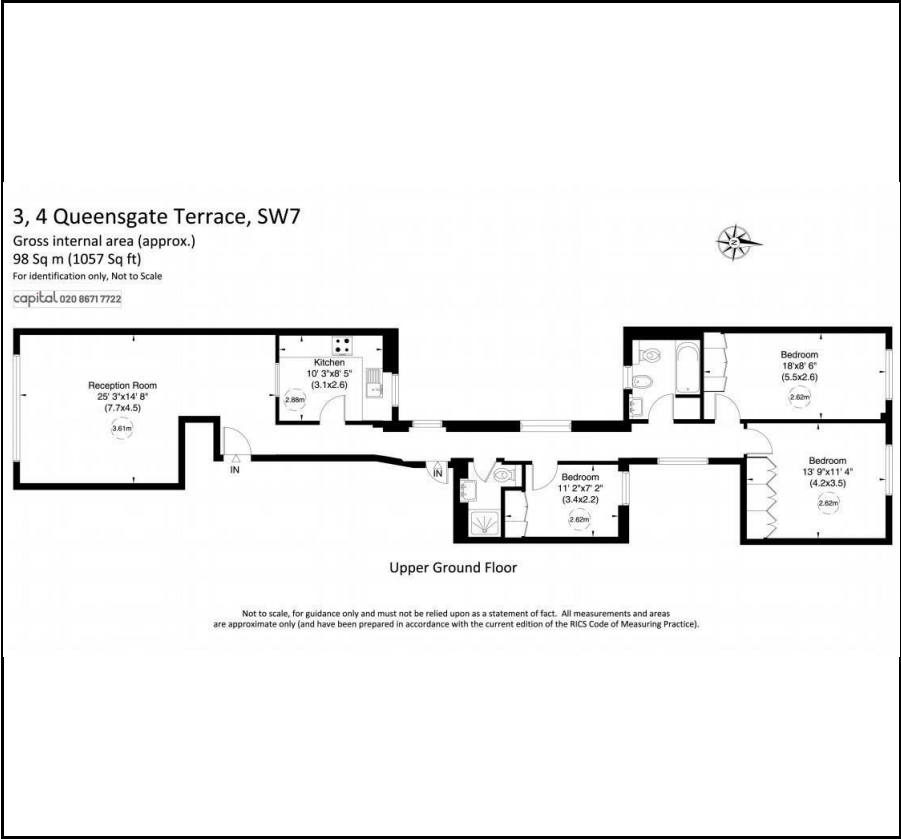 3, 4 Queensgate Terrace, SW7
Gross internal area (approx.)
98 Sq m (1057 Sq ft)
For identification only, Not to Scale
capital 020 8671 7722
N
Reception Room
25' 3"x14' 8"
(7.7x4.5)
3.61m
IN
Kitchen
10' 3"x8' 5"
(3.1x2.6)
2.88m
IN
Bedroom
11' 2"x7' 2"
(3.4x2.2)
2.62m
Bedroom
18'x8' 6"
(5.5x2.6)
2.62m
Bedroom
13' 9"x11' 4"
(4.2x3.5)
2.62m
Upper Ground Floor
Not to scale, for guidance only and must not be relied upon as a statement of fact. All measurements and areas
are approximate only (and have been prepared in accordance with the current edition of the RICS Code of Measuring Practice).